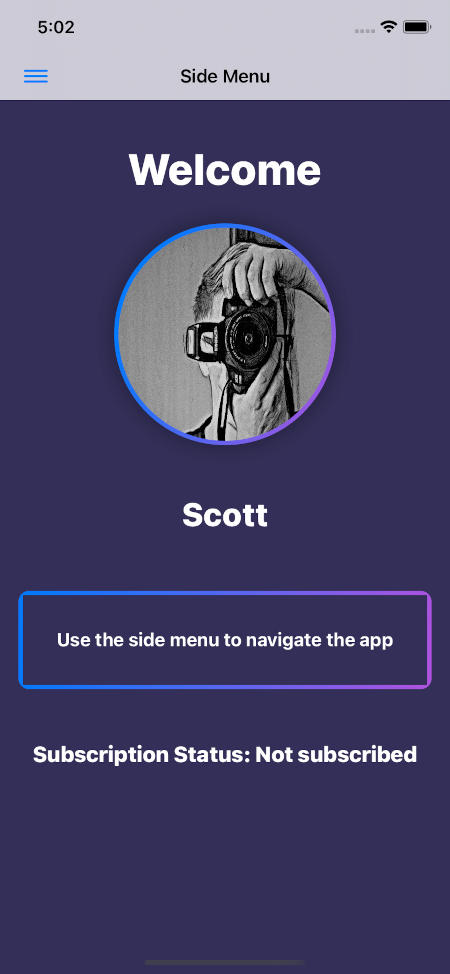 5:02
Side Menu
Welcome
Scott
Use the side menu to navigate the app
Subscription Status: Not subscribed